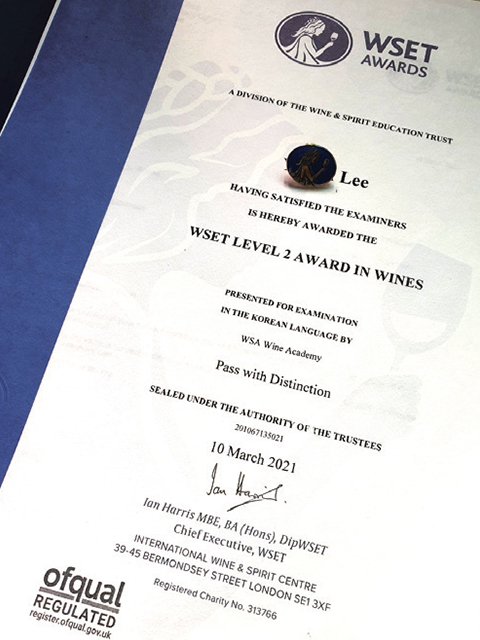 WSET
AWARDS
A DIVISION OF THE WINE & SPIRIT EDUCATION TRUST
Lee
HAVING SATISFIED THE EXAMINERS
IS HEREBY AWARDED THE
WSET LEVEL 2 AWARD IN WINES
PRESENTED FOR EXAMINATION
IN THE KOREAN LANGUAGE BY
WSA Wine Academy
Pass with Distinction
SEALED UNDER THE AUTHORITY OF THE TRUSTEES
201067135021
10 March 2021
Ian Harris.
Ian Harris MBE, BA (Hons), DipWSET
Chief Executive, WSET
INTERNATIONAL WINE & SPIRIT CENTRE
39-45 BERMONDSEY STREET LONDON SE1 3XF
Registered Charity No. 313766
ofqual
REGULATED
register.ofqual.gov.uk